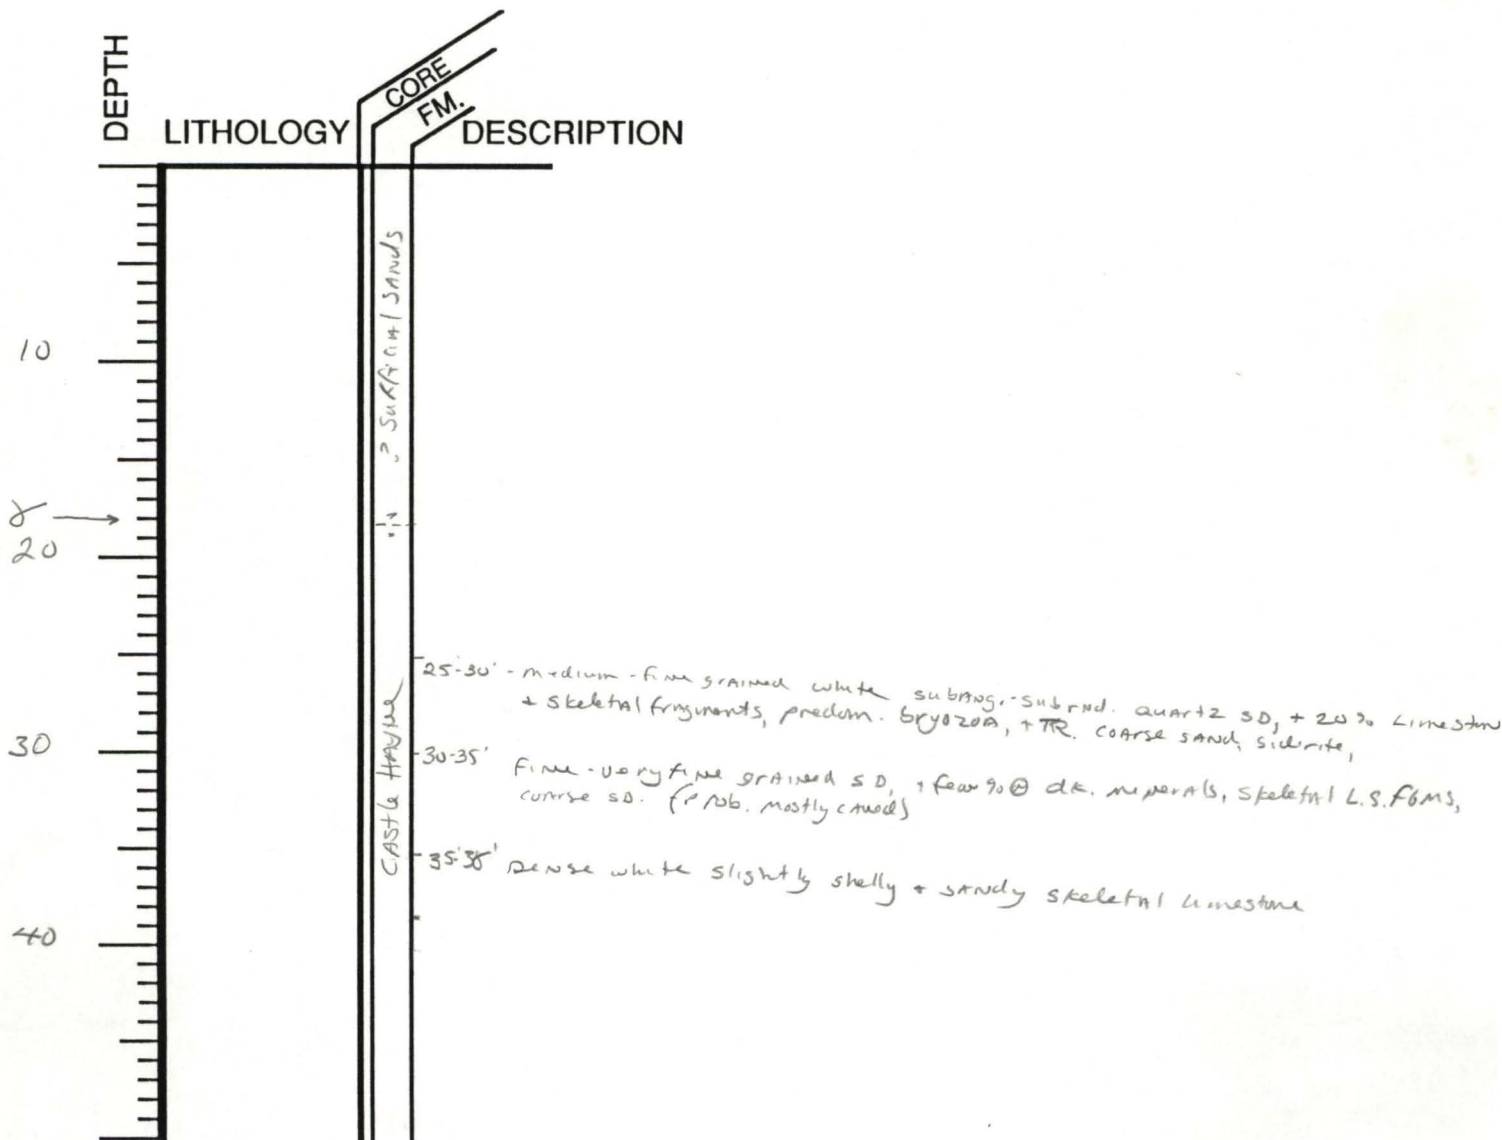 DEPTH
LITHOLOGY
CORE
FM.
DESCRIPTION
? SURFICIAL SANDS
10
γ →
?
20
25-30' - medium-fine grained white subang.-subrnd. quartz SD, + 20% Limestone
+ skeletal fragments, predom. bryozoa, + TR. coarse sand, siderite,
CASTLE HAYNE
30
30-35' Fine-very fine grained SD, + few % dk. minerals, skeletal L.S. FGMS,
coarse SD. (Prob. mostly caved)
35-38' Dense white slightly shelly + sandy skeletal limestone
40